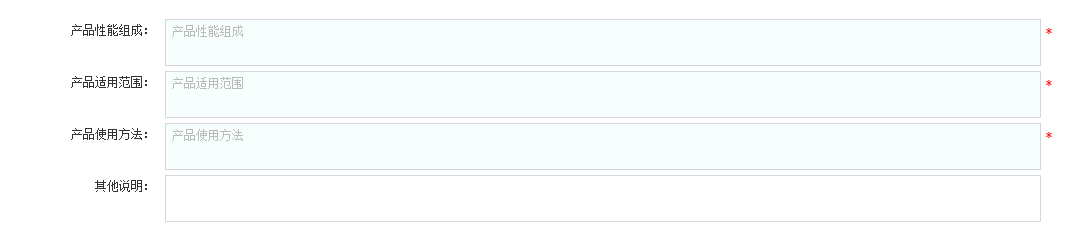 产品性能组成： 产品性能组成 *
产品适用范围： 产品适用范围 *
产品使用方法： 产品使用方法 *
其他说明：